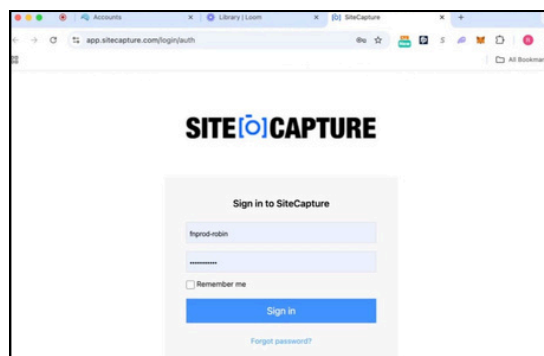 Accounts
Library | Loom
SiteCapture
app.sitecapture.com/login/auth
All Bookmar
SITE[O]CAPTURE
Sign in to SiteCapture
fnprod-robin
Remember me
Sign in
Forgot password?